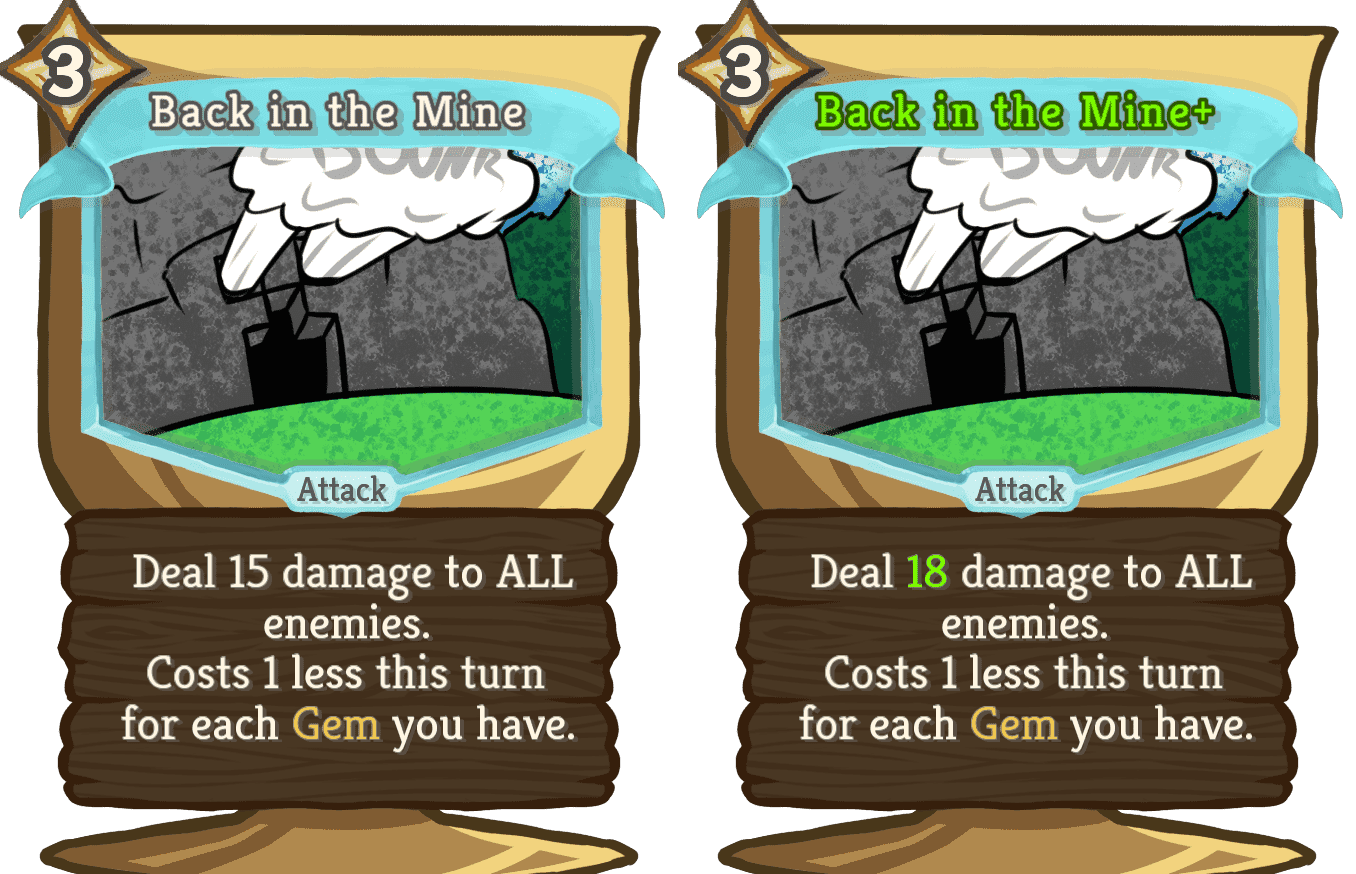 3
Back in the Mine
Attack
Deal 15 damage to ALL
enemies.
Costs 1 less this turn
for each Gem you have.
3
Back in the Mine+
Attack
Deal 18 damage to ALL
enemies.
Costs 1 less this turn
for each Gem you have.